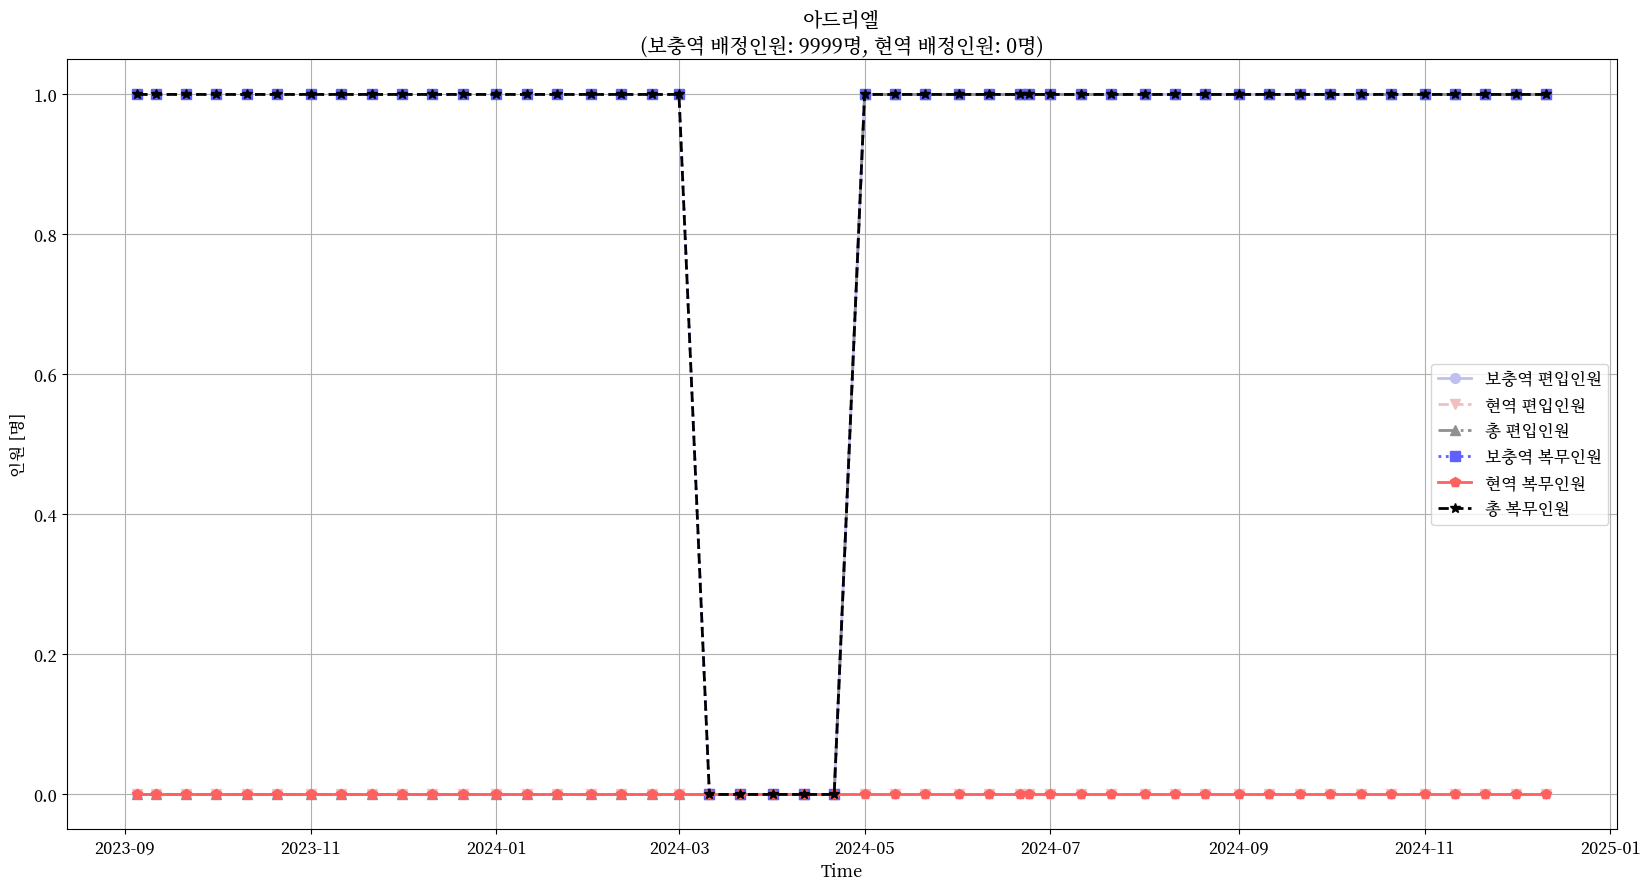 아드리엘
(보충역 배정인원: 9999명, 현역 배정인원: 0명)
인원 [명]
1.0
0.8
0.6
0.4
0.2
0.0
보충역 편입인원
현역 편입인원
총 편입인원
보충역 복무인원
현역 복무인원
총 복무인원
2023-09 2023-11 2024-01 2024-03 2024-05 2024-07 2024-09 2024-11 2025-01
Time